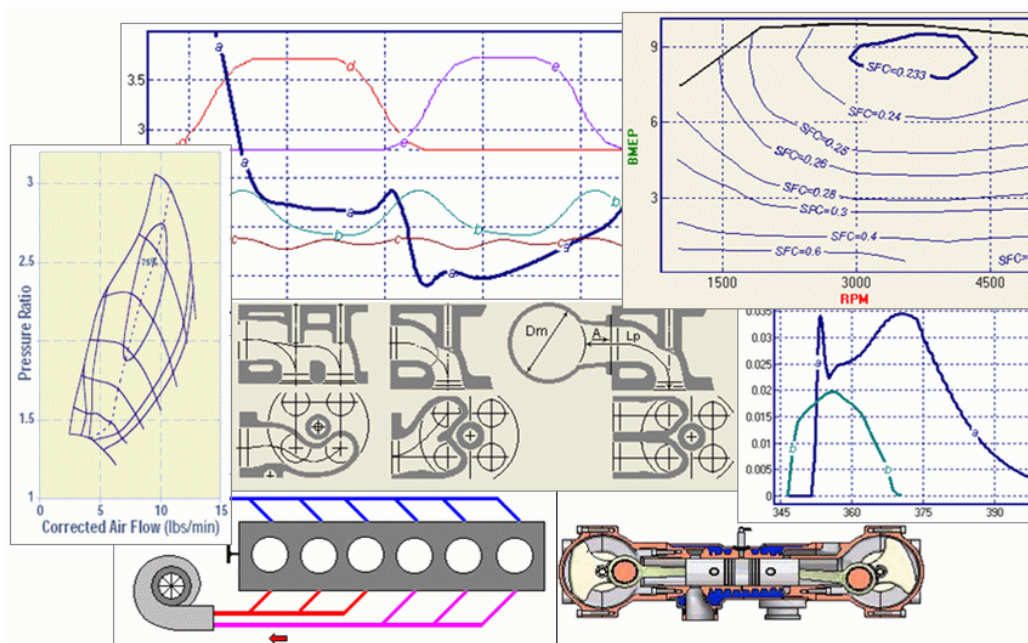 3.5
3
a
d
e
d
e
a
b
a
b
b
c
c
c
a
a
9
6
3
BMEP
SFC=0.233
SFC=0.24
SFC=0.25
SFC=0.26
SFC=0.28
SFC=0.3
SFC=0.4
SFC=0.6
SFC=
1500
3000
4500
RPM
3
2.5
2
1.5
1
Pressure Ratio
0
5
10
15
Corrected Air Flow (lbs/min)
Dm
A
Lp
0.035
0.03
0.025
0.02
0.015
0.01
0.005
0
a
a
b
b
345
360
375
390